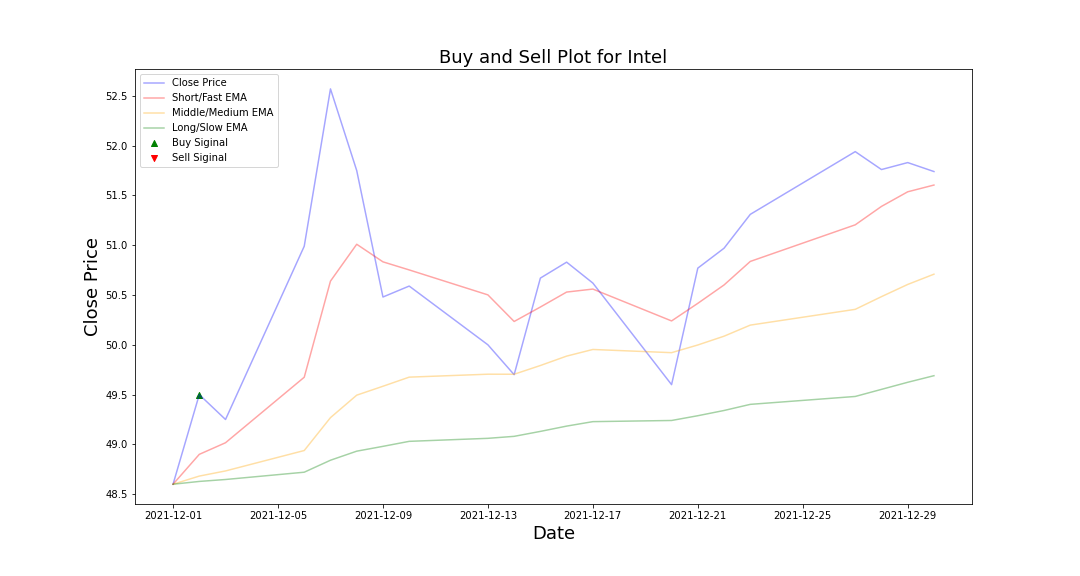 Buy and Sell Plot for Intel
Close Price
Short/Fast EMA
Middle/Medium EMA
Long/Slow EMA
Buy Siginal
Sell Siginal
52.5
52.0
51.5
51.0
50.5
50.0
49.5
49.0
48.5
Close Price
2021-12-01 2021-12-05 2021-12-09 2021-12-13 2021-12-17 2021-12-21 2021-12-25 2021-12-29
Date